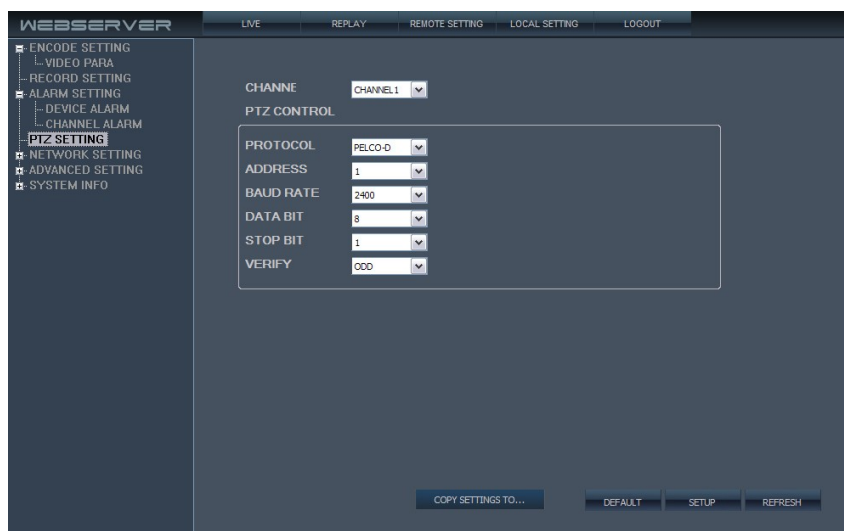 WEBSERVER
LIVE REPLAY REMOTE SETTING LOCAL SETTING LOGOUT
ENCODE SETTING
VIDEO PARA
RECORD SETTING
ALARM SETTING
DEVICE ALARM
CHANNEL ALARM
PTZ SETTING
NETWORK SETTING
ADVANCED SETTING
SYSTEM INFO
CHANNE CHANNEL1
PTZ CONTROL
PROTOCOL PELCO-D
ADDRESS 1
BAUD RATE 2400
DATA BIT 8
STOP BIT 1
VERIFY ODD
COPY SETTINGS TO... DEFAULT SETUP REFRESH